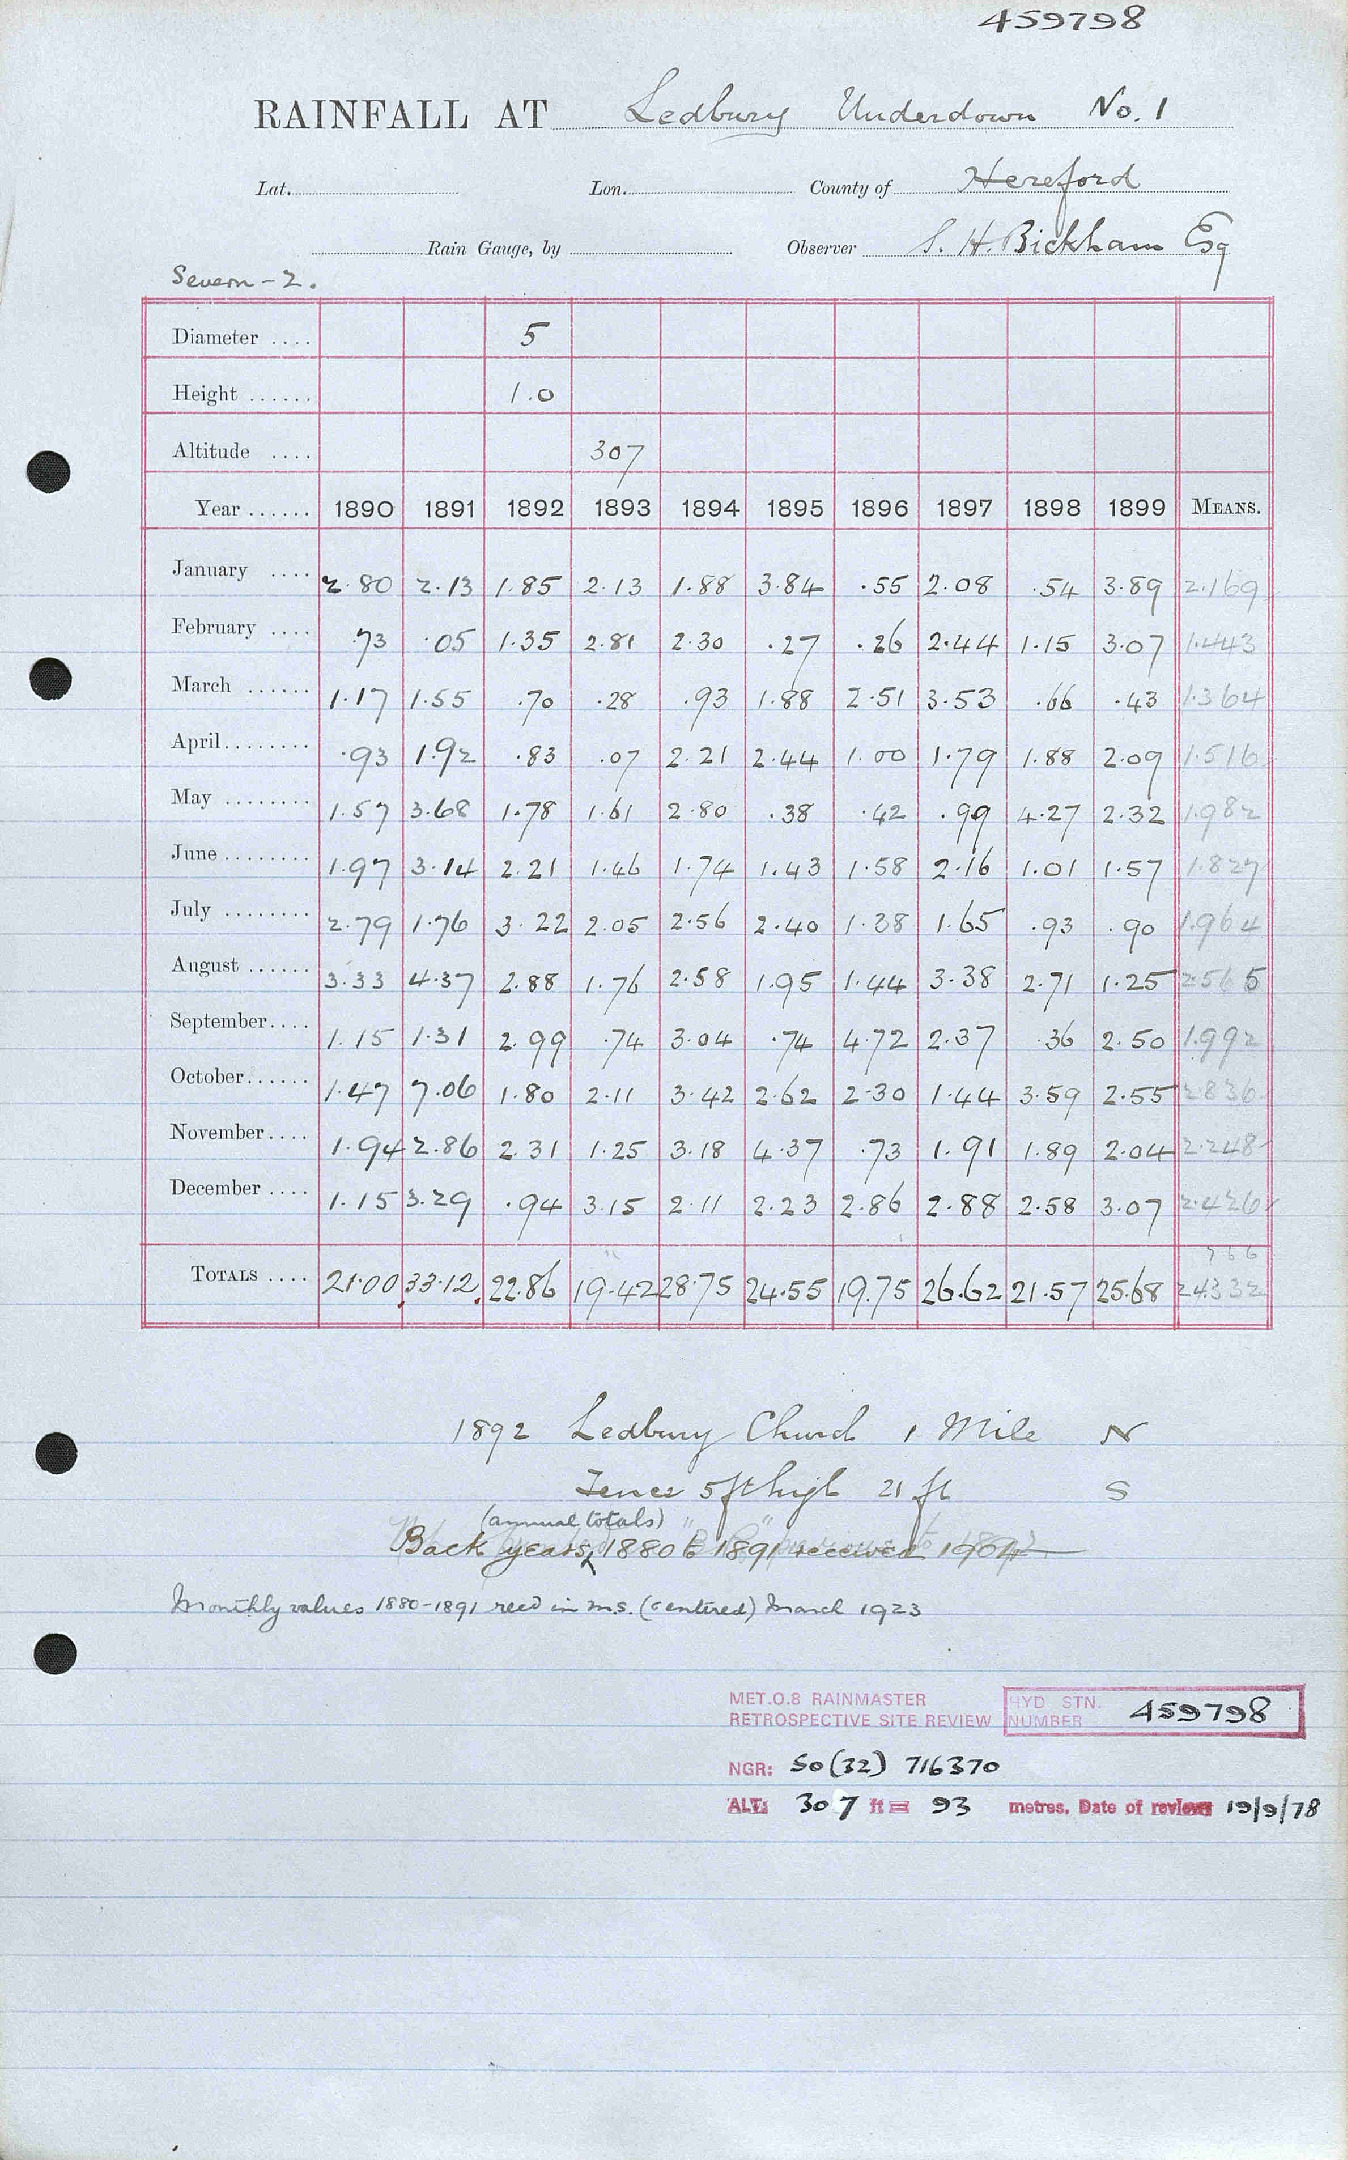 459798
RAINFALL AT Ledbury Underdown No. 1
Lat. Lon. County of Hereford
Rain Gauge, by Observer S. H. Bickham Esq
Severn - 2.
Diameter .... 5
Height ...... 1.0
Altitude .... 307
Year ...... 1890 1891 1892 1893 1894 1895 1896 1897 1898 1899 MEANS.
January .... 2.80 2.13 1.85 2.13 1.88 3.84 .55 2.08 .54 3.89 2.169
February .... .73 .05 1.35 2.81 2.30 .27 .26 2.44 1.15 3.07 1.443
March ...... 1.17 1.55 .70 .28 .93 1.88 2.51 3.53 .66 .43 1.364
April ........ .93 1.92 .83 .07 2.21 2.44 1.00 1.79 1.88 2.09 1.516
May ........ 1.57 3.68 1.78 1.61 2.80 .38 .42 .99 4.27 2.32 1.982
June ........ 1.97 3.14 2.21 1.46 1.74 1.43 1.58 2.16 1.01 1.57 1.827
July ........ 2.79 1.76 3.22 2.05 2.56 2.40 1.38 1.65 .93 .90 1.964
August ...... 3.33 4.37 2.88 1.76 2.58 1.95 1.44 3.38 2.71 1.25 2.565
September .... 1.15 1.31 2.99 .74 3.04 .74 4.72 2.37 .36 2.50 1.992
October ...... 1.47 7.06 1.80 2.11 3.42 2.62 2.30 1.44 3.59 2.55 2.836
November .... 1.94 2.86 2.31 1.25 3.18 4.37 .73 1.91 1.89 2.04 2.248
December .... 1.15 3.29 .94 3.15 2.11 2.23 2.86 2.88 2.58 3.07 2.426
TOTALS .... 21.00 33.12 22.86 19.42 28.75 24.55 19.75 26.62 21.57 25.68 24.332
1892 Ledbury Church 1 Mile N
Fence 5 ft high 21 ft S
(annual totals)
Back years 1880 to 1891 received 1904
Monthly values 1880-1891 recd in m.s. (entered) March 1923
MET.O.8 RAINMASTER
RETROSPECTIVE SITE REVIEW
HYD STN. NUMBER 459798
NGR: SO (32) 716370
ALT: 307 ft = 93 metres. Date of review 19/9/78